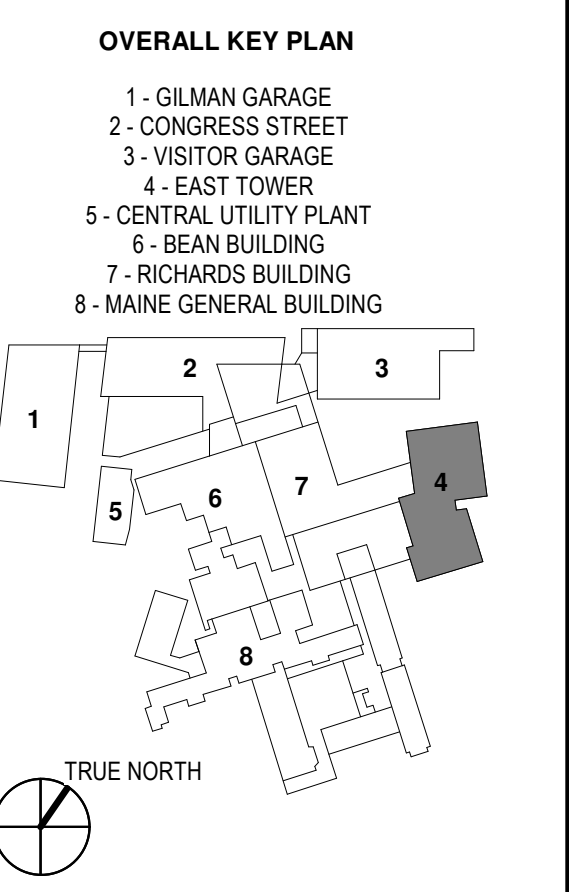 OVERALL KEY PLAN
1 - GILMAN GARAGE
2 - CONGRESS STREET
3 - VISITOR GARAGE
4 - EAST TOWER
5 - CENTRAL UTILITY PLANT
6 - BEAN BUILDING
7 - RICHARDS BUILDING
8 - MAINE GENERAL BUILDING
2
3
1
4
7
6
5
8
TRUE NORTH